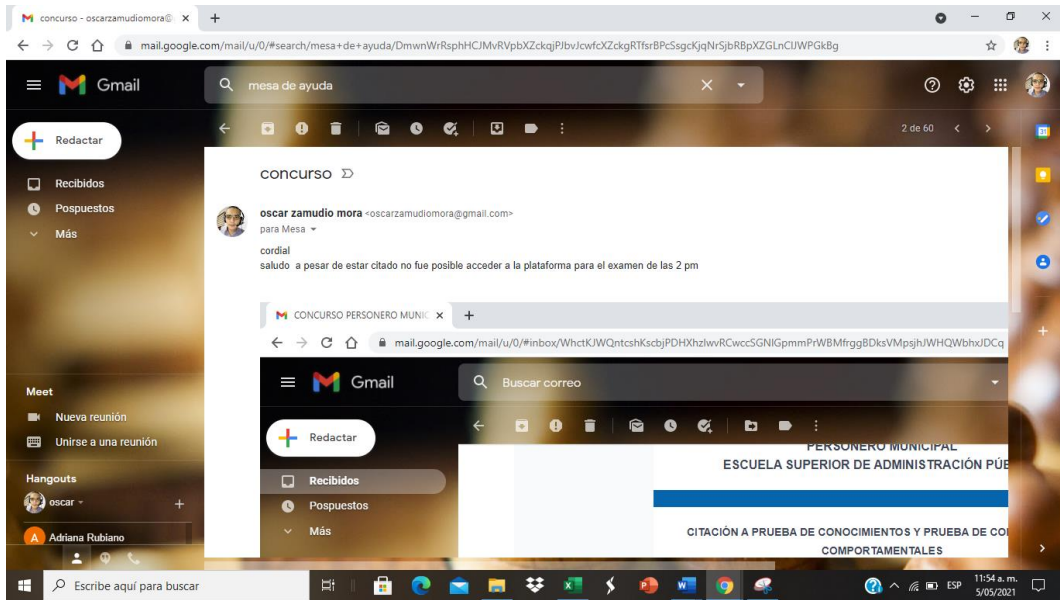 concurso - oscarzamudiomora@
mail.google.com/mail/u/0/#search/mesa+de+ayuda/DmwnWrRsphHCJMvRVpbXZckqjPJbvJcwfcXZckgRTfsrBPcSsgcKjqNrSjbRBpXZGLnClJWPGkBg
Gmail
mesa de ayuda
Redactar
2 de 60
31
Recibidos
Pospuestos
Más
concurso
oscar zamudio mora <oscarzamudiomora@gmail.com>
para Mesa
cordial
saludo a pesar de estar citado no fue posible acceder a la plataforma para el examen de las 2 pm
CONCURSO PERSONERO MUNIC
mail.google.com/mail/u/0/#inbox/WhctKJWQntcshKscbjPDHXhzlwvRCwccSGNlGpmmPrWBMfrggBDksVMpsjhJWHQWbhxJDCq
Gmail
Buscar correo
Redactar
Recibidos
Pospuestos
Más
PERSONERO MUNICIPAL
ESCUELA SUPERIOR DE ADMINISTRACIÓN PÚB
CITACIÓN A PRUEBA DE CONOCIMIENTOS Y PRUEBA DE CO
COMPORTAMENTALES
Meet
Nueva reunión
Unirse a una reunión
Hangouts
oscar
A Adriana Rubiano
Escribe aquí para buscar
ESP
11:54 a. m.
5/05/2021